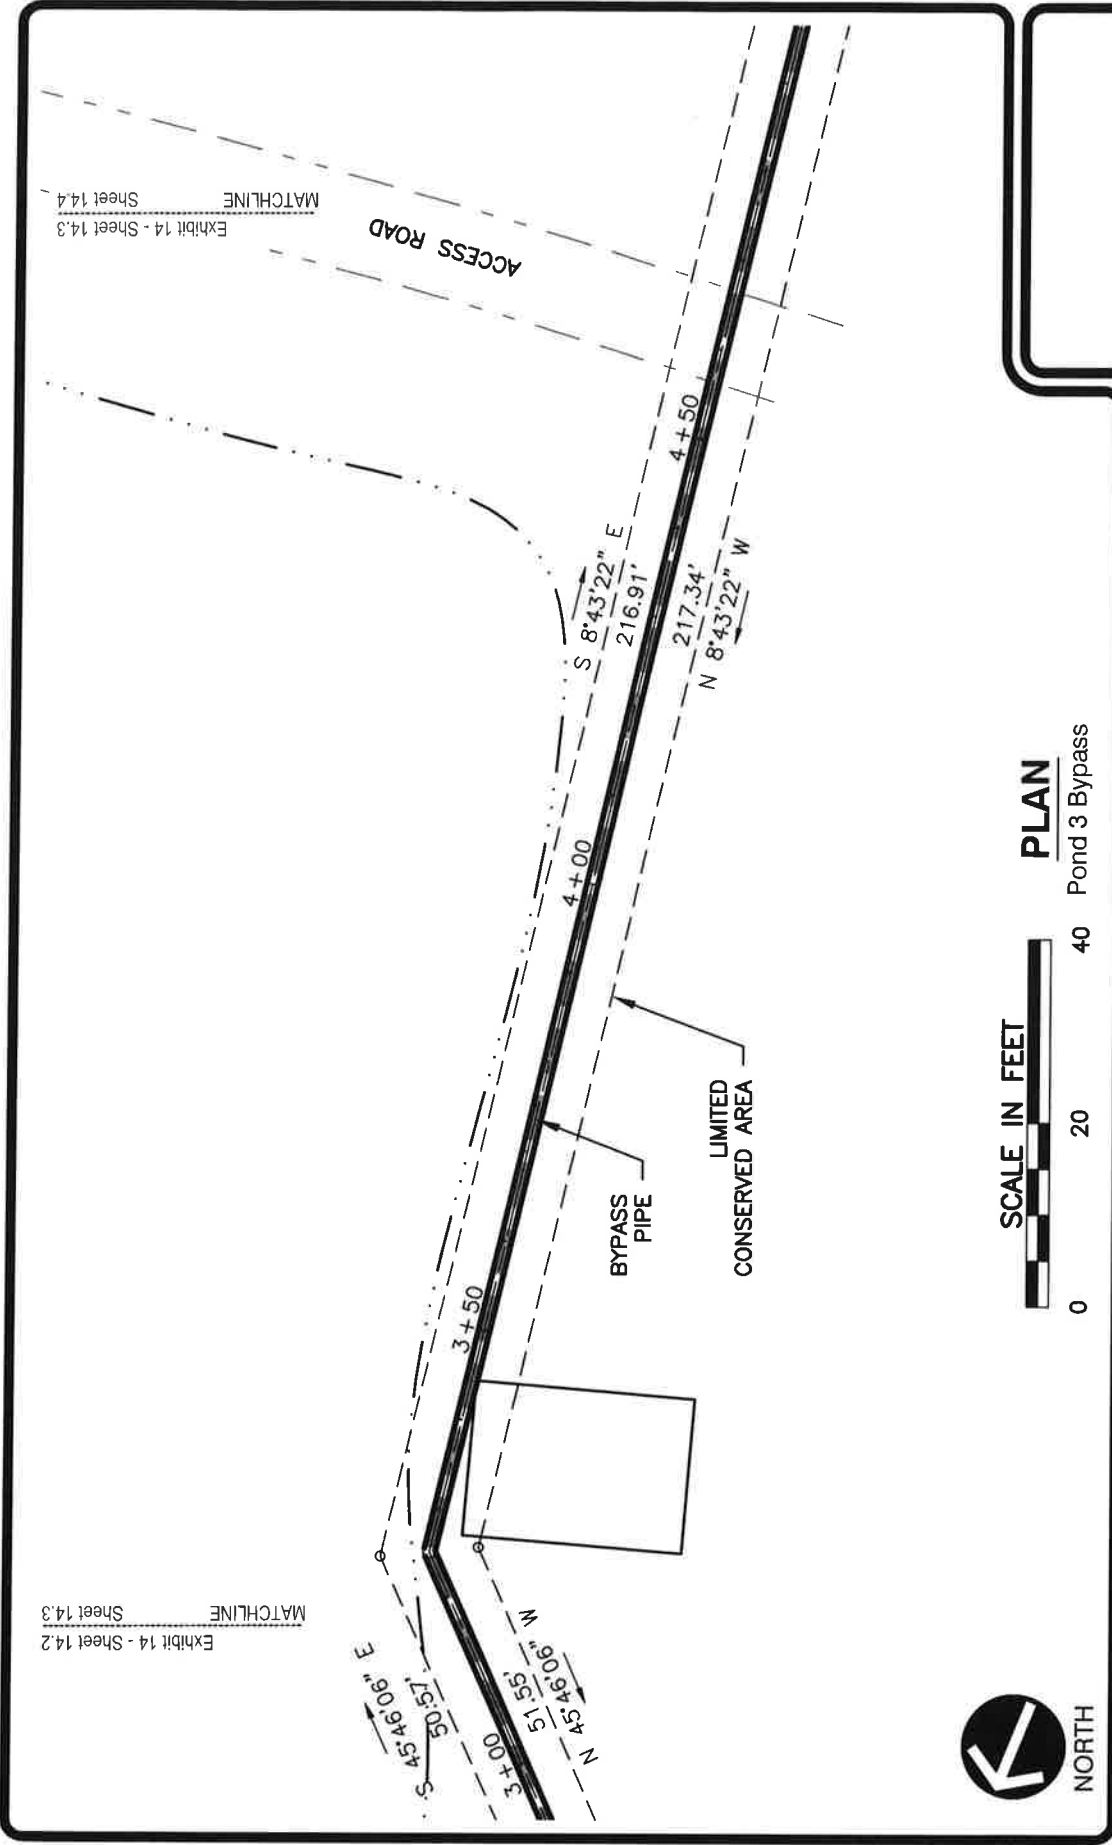 Exhibit 14 - Sheet 14.2
MATCHLINE Sheet 14.3
Exhibit 14 - Sheet 14.3
MATCHLINE Sheet 14.4
ACCESS ROAD
S 45°46'06" E
50.57'
3+00
51.55'
N 45°46'06" W
3+50
4+00
4+50
S 8°43'22" E
216.91'
217.34'
N 8°43'22" W
BYPASS
PIPE
LIMITED
CONSERVED AREA
NORTH
SCALE IN FEET
0 20 40
PLAN
Pond 3 Bypass